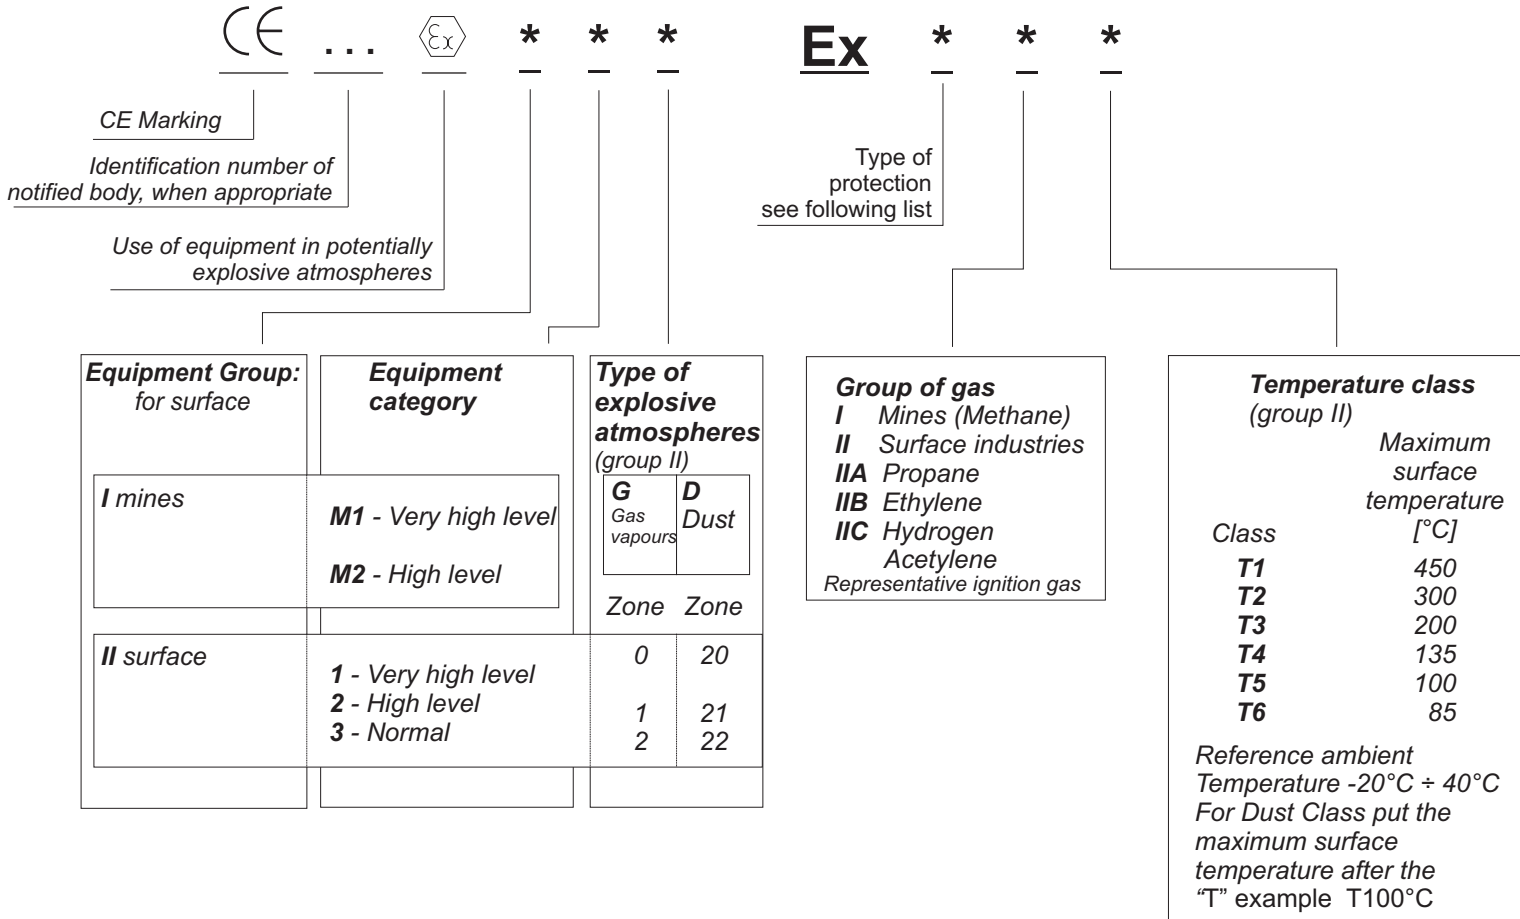 CE ... Ex * * * Ex * * *
CE Marking
Identification number of
notified body, when appropriate
Use of equipment in potentially
explosive atmospheres
Type of
protection
see following list
Equipment Group:
for surface
Equipment
category
Type of
explosive
atmospheres
(group II)
I mines
M1 - Very high level
M2 - High level
G
Gas
vapours
D
Dust
Zone Zone
II surface
1 - Very high level
2 - High level
3 - Normal
0 20
1 21
2 22
Group of gas
I Mines (Methane)
II Surface industries
IIA Propane
IIB Ethylene
IIC Hydrogen
Acetylene
Representative ignition gas
Temperature class
(group II)
Maximum
surface
temperature
Class [°C]
T1 450
T2 300
T3 200
T4 135
T5 100
T6 85
Reference ambient
Temperature -20°C ÷ 40°C
For Dust Class put the
maximum surface
temperature after the
“T” example T100°C